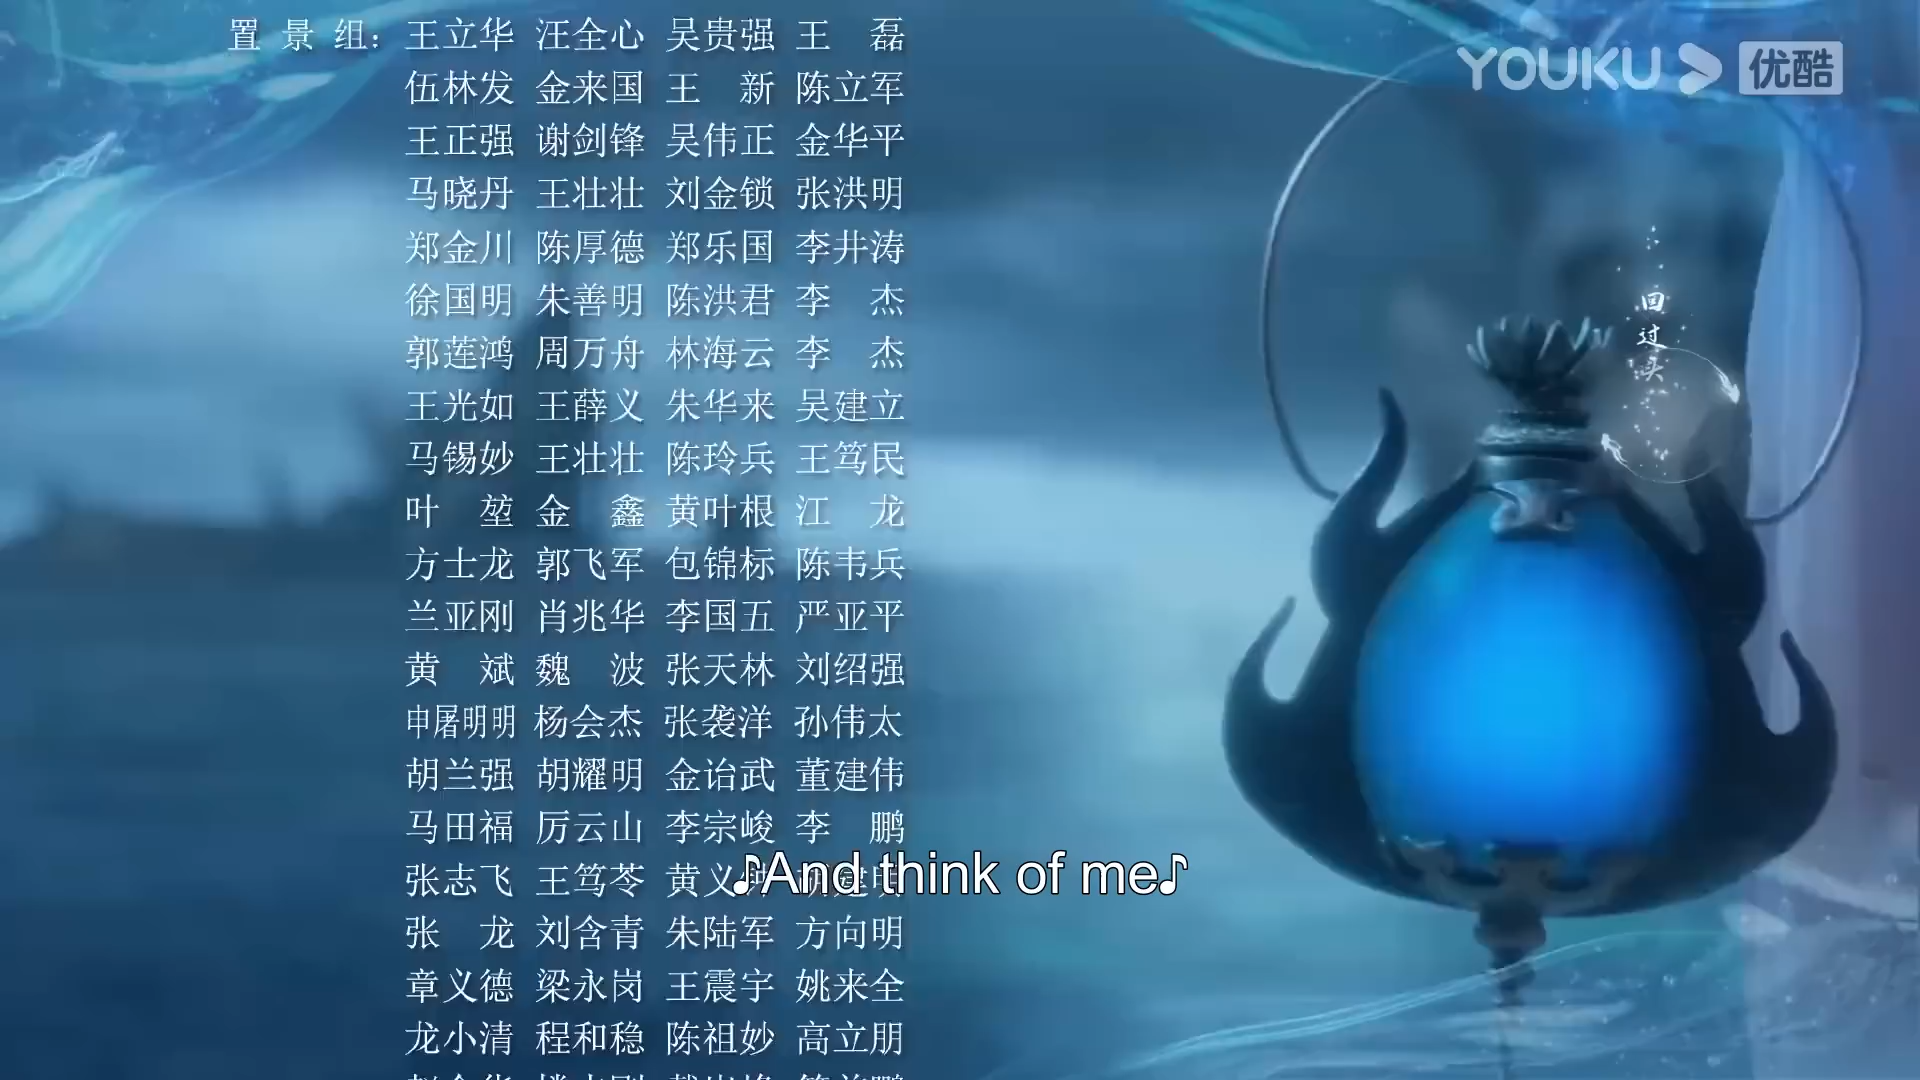 置景组：王立华 汪全心 吴贵强 王 磊
伍林发 金来国 王 新 陈立军
王正强 谢剑锋 吴伟正 金华平
马晓丹 王壮壮 刘金锁 张洪明
郑金川 陈厚德 郑乐国 李井涛
徐国明 朱善明 陈洪君 李 杰
郭莲鸿 周万舟 林海云 李 杰
王光如 王薛义 朱华来 吴建立
马锡妙 王壮壮 陈玲兵 王笃民
叶 堃 金 鑫 黄叶根 江 龙
方士龙 郭飞军 包锦标 陈韦兵
兰亚刚 肖兆华 李国五 严亚平
黄 斌 魏 波 张天林 刘绍强
申屠明明 杨会杰 张袭洋 孙伟太
胡兰强 胡耀明 金诒武 董建伟
马田福 厉云山 李宗峻 李 鹏
张志飞 王笃苓 黄义
张 龙 刘含青 朱陆军 方向明
章义德 梁永岗 王震宇 姚来全
龙小清 程和稳 陈祖妙 高立朋
YOUKU 优酷
回过头
♪And think of me♪